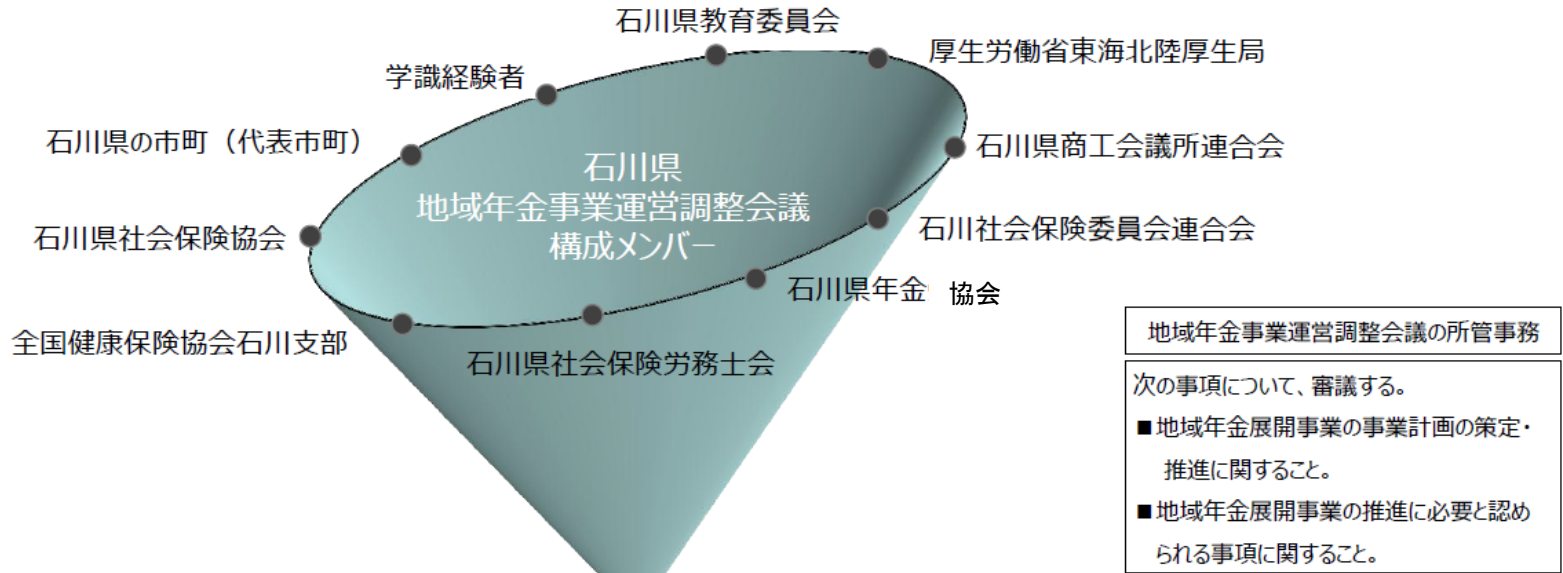 石川県教育委員会
厚生労働省東海北陸厚生局
学識経験者
石川県の市町（代表市町）
石川県商工会議所連合会
石川県
地域年金事業運営調整会議
構成メンバー
石川県社会保険協会
石川社会保険委員会連合会
石川県年金 協会
全国健康保険協会石川支部
石川県社会保険労務士会
地域年金事業運営調整会議の所管事務
次の事項について、審議する。
■地域年金展開事業の事業計画の策定・
推進に関すること。
■地域年金展開事業の推進に必要と認め
られる事項に関すること。